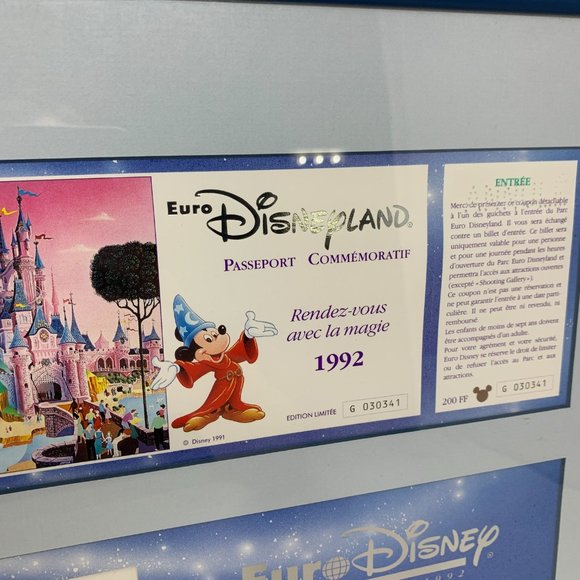 Euro Disneyland®
Passeport Commémoratif
Rendez-vous
avec la magie
1992
EDITION LIMITÉE G 030341
© Disney 1991
ENTRÉE
Merci de présenter ce coupon détachable
à l'un des guichets à l'entrée du Parc
Euro Disneyland. Il vous sera échangé
contre un billet d'entrée. Ce billet sera
uniquement valable pour une personne
et pour une journée pendant les heures
d'ouverture du Parc Euro Disneyland et
permettra l'accès aux attractions ouvertes
(excepté «Shooting Gallery»).
Ce coupon n'est pas une réservation et
ne peut garantir l'entrée à une date parti-
culière. Il ne peut être ni revendu, ni
remboursé.
Les enfants de moins de sept ans doivent
être accompagnés d'un adulte.
Pour votre agrément et votre sécurité,
Euro Disney se réserve le droit de limiter
ou de refuser l'accès au Parc et aux
attractions.
200 FF G 030341
Euro Disney